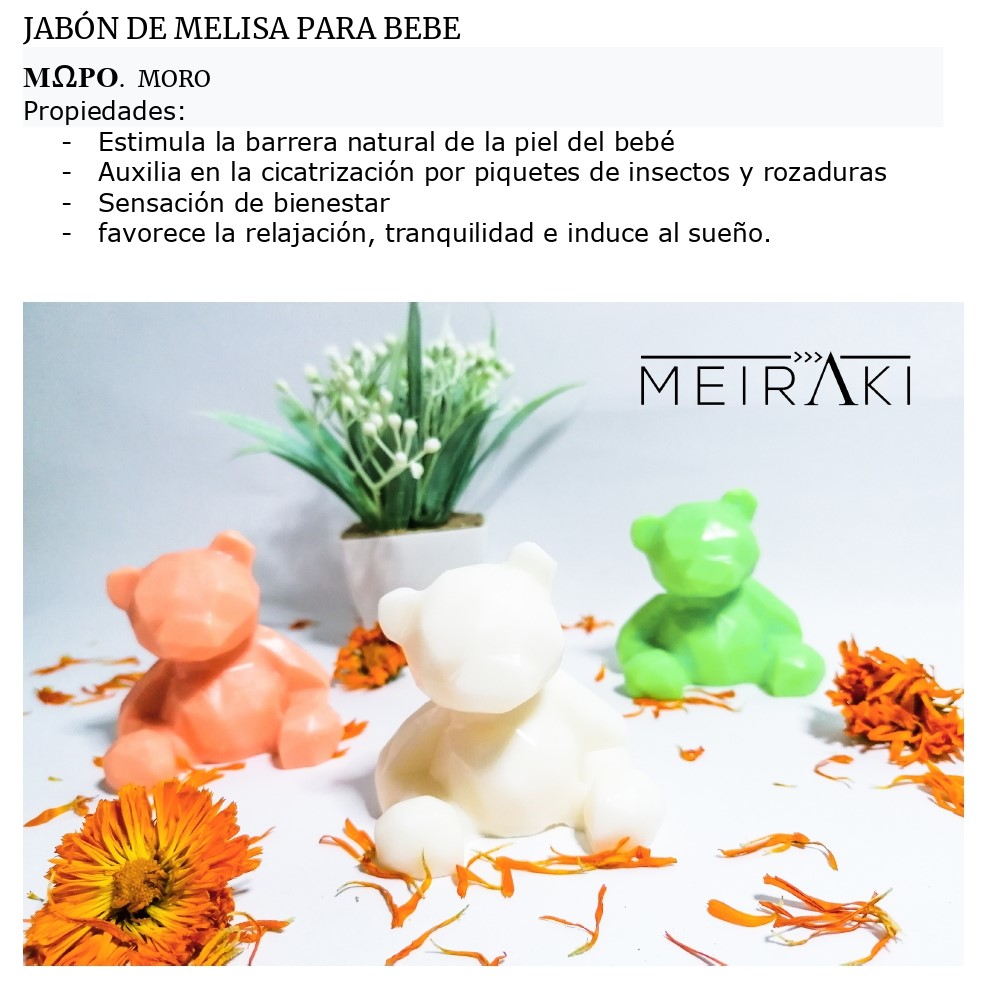 JABÓN DE MELISA PARA BEBE
ΜΩΡΟ. MORO
Propiedades:
- Estimula la barrera natural de la piel del bebé
- Auxilia en la cicatrización por piquetes de insectos y rozaduras
- Sensación de bienestar
- favorece la relajación, tranquilidad e induce al sueño.
MEIRΛKI